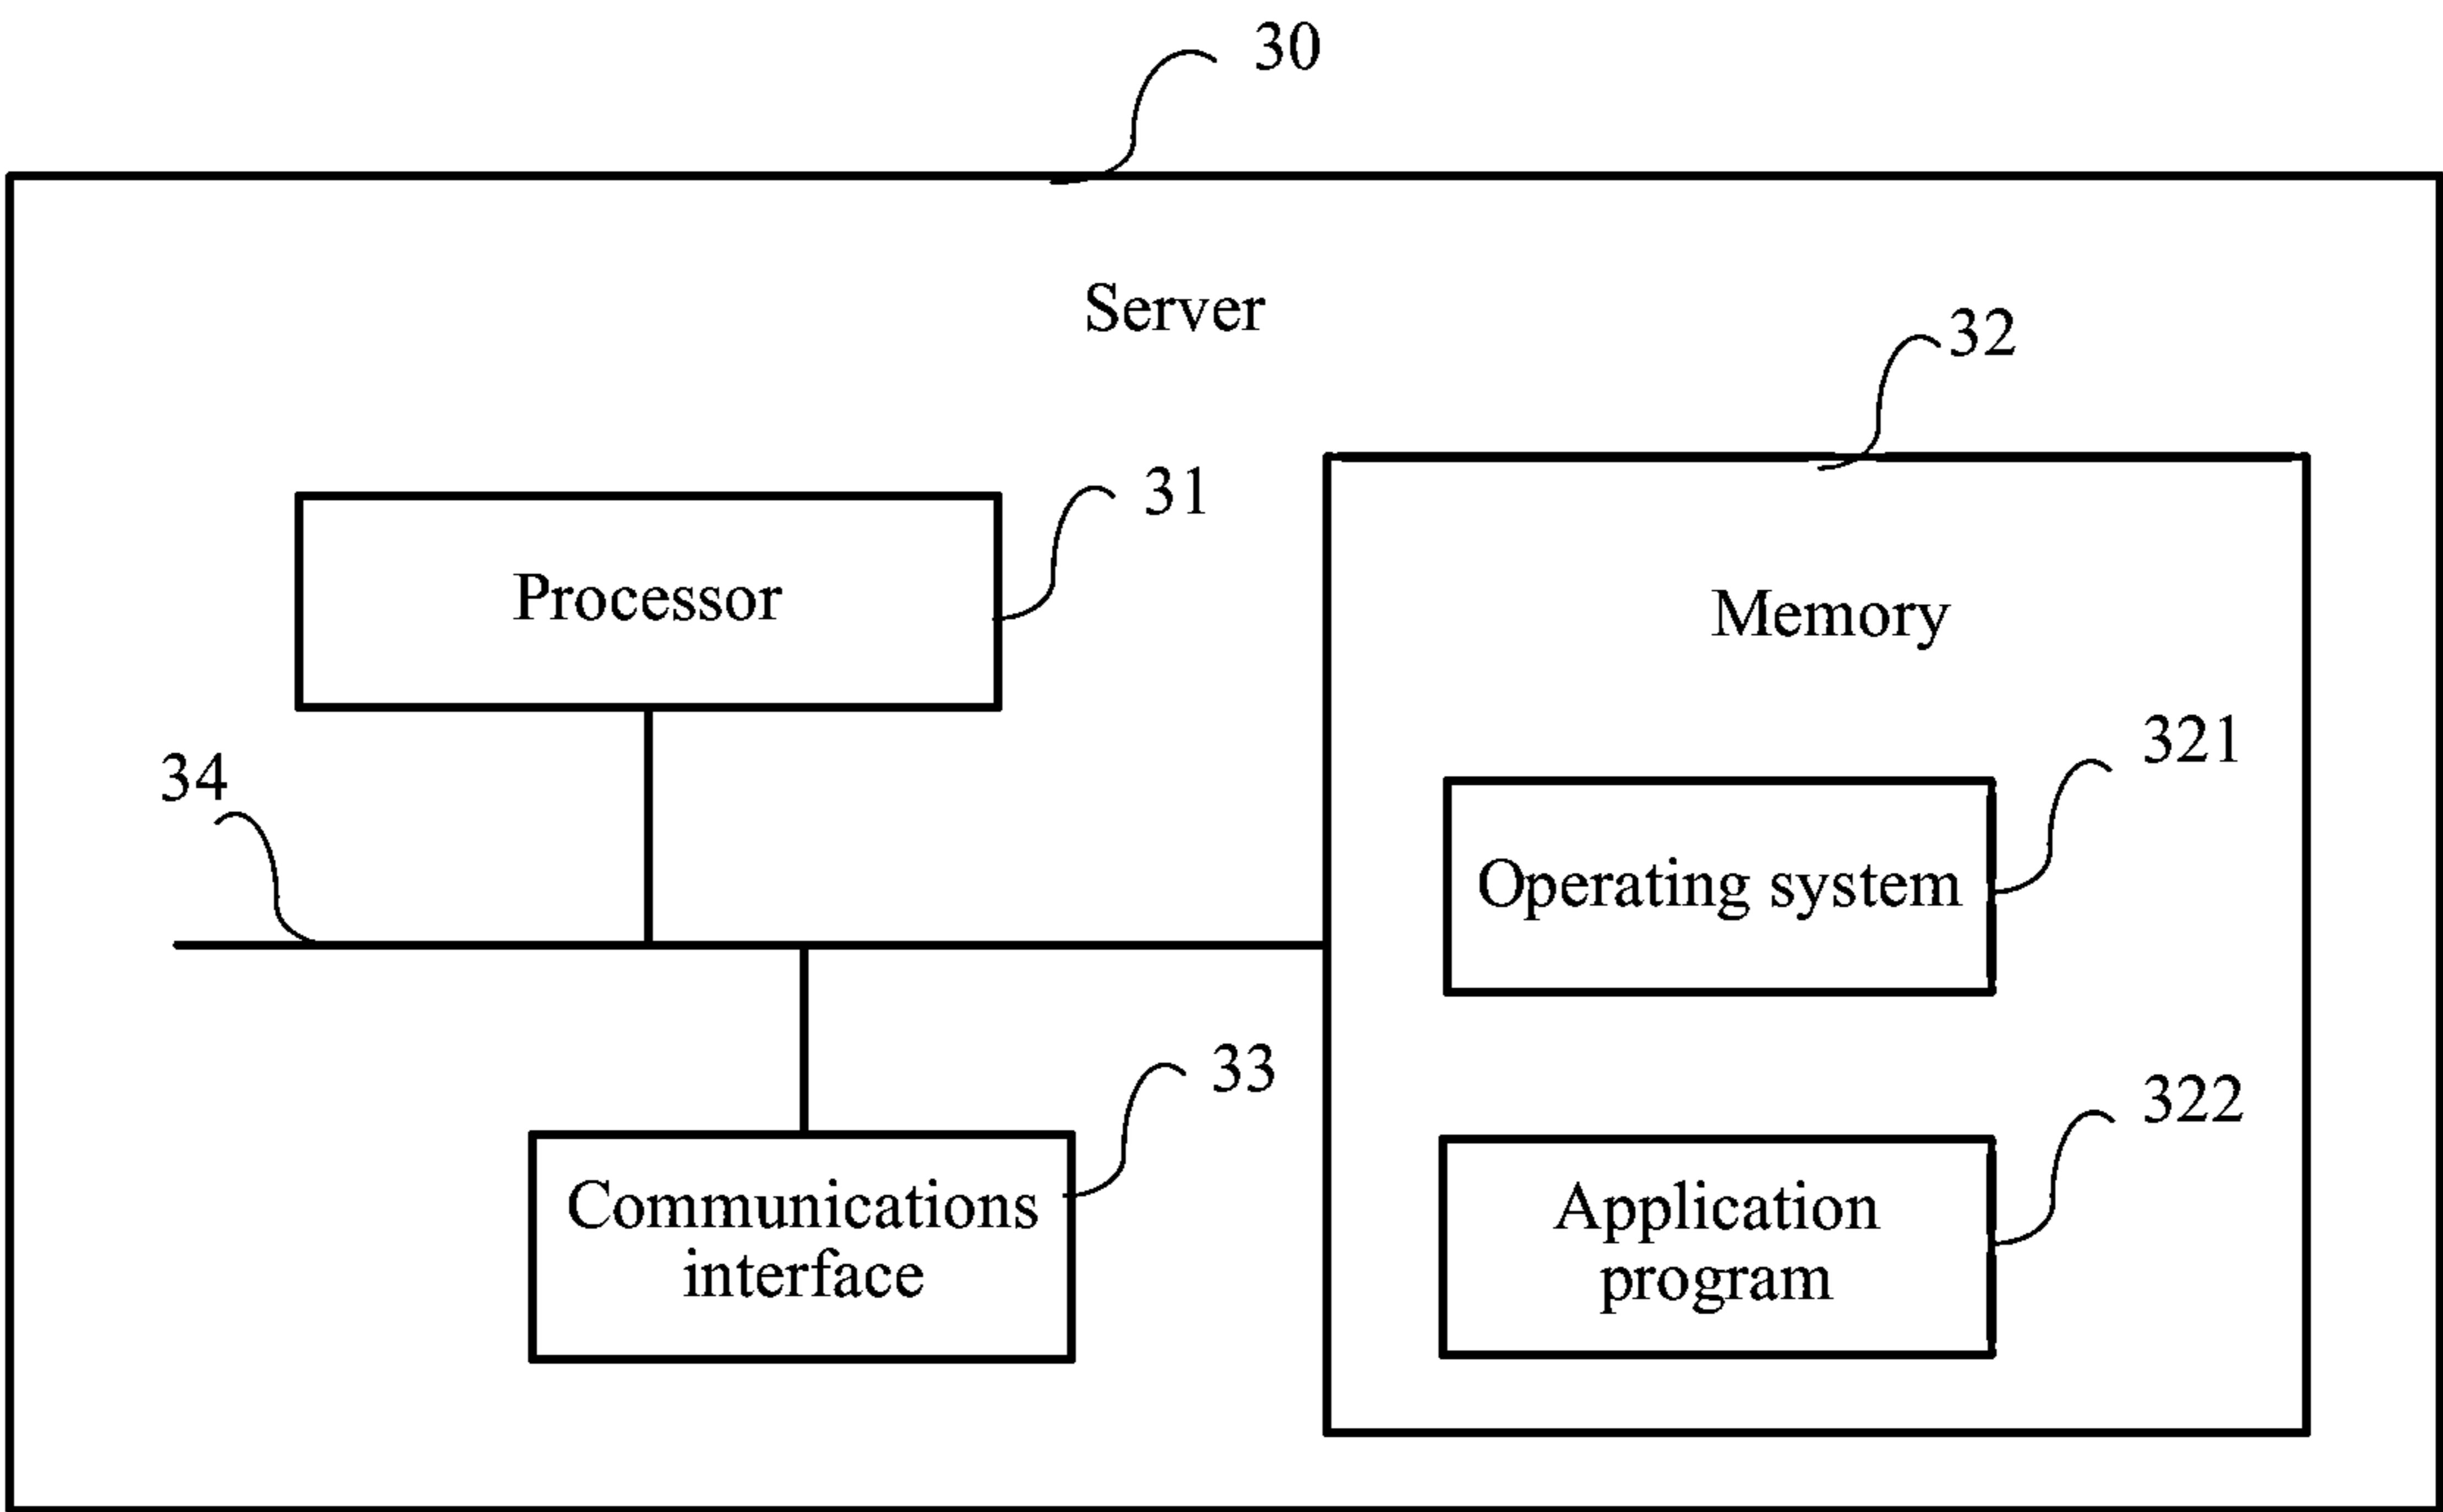 30
Server
32
31
Processor
Memory
321
34
Operating system
33
322
Communications
interface
Application
program